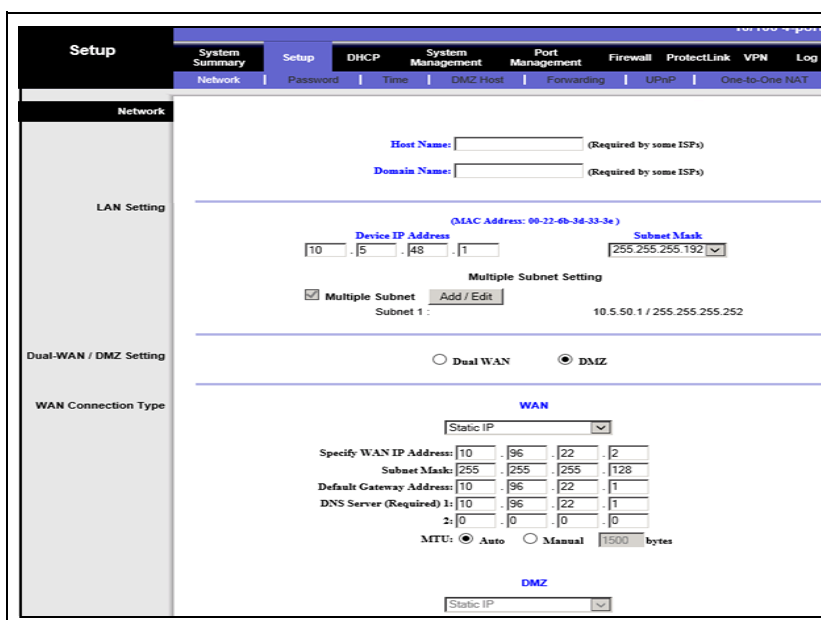 10/100 4-port
Setup
System Summary Setup DHCP System Management Port Management Firewall ProtectLink VPN Log
Network | Password | Time | DMZ Host | Forwarding | UPnP | One-to-One NAT
Network
Host Name: (Required by some ISPs)
Domain Name: (Required by some ISPs)
LAN Setting
(MAC Address: 00-22-6b-3d-33-3e )
Device IP Address Subnet Mask
10 . 5 . 48 . 1 255.255.255.192
Multiple Subnet Setting
Multiple Subnet Add / Edit
Subnet 1 : 10.5.50.1 / 255.255.255.252
Dual-WAN / DMZ Setting
Dual WAN DMZ
WAN Connection Type
WAN
Static IP
Specify WAN IP Address: 10 . 96 . 22 . 2
Subnet Mask: 255 . 255 . 255 . 128
Default Gateway Address: 10 . 96 . 22 . 1
DNS Server (Required) 1: 10 . 96 . 22 . 1
2: 0 . 0 . 0 . 0
MTU: Auto Manual 1500 bytes
DMZ
Static IP